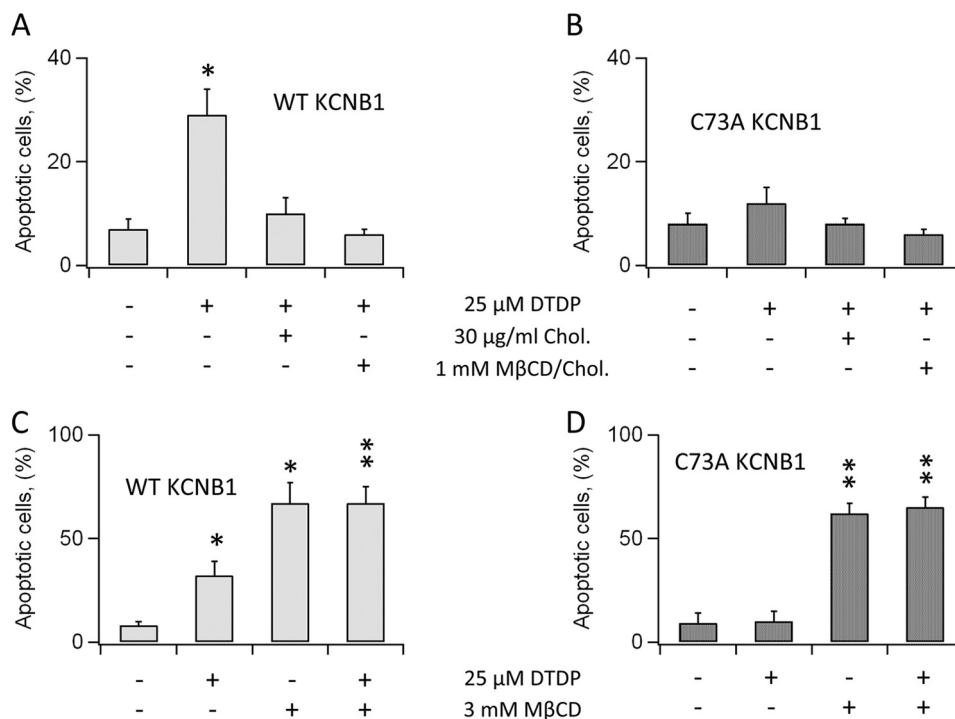 A
B
Apoptotic cells, (%)
40
20
0
*
WT KCNB1
Apoptotic cells, (%)
40
20
0
C73A KCNB1
- + + + 25 µM DTDP - + + +
- - + - 30 µg/ml Chol. - - + -
- - - + 1 mM MβCD/Chol. - - - +
C
D
Apoptotic cells, (%)
100
50
0
WT KCNB1
* * **
Apoptotic cells, (%)
100
50
0
C73A KCNB1
** **
- + - + 25 µM DTDP - + - +
- - + + 3 mM MβCD - - + +